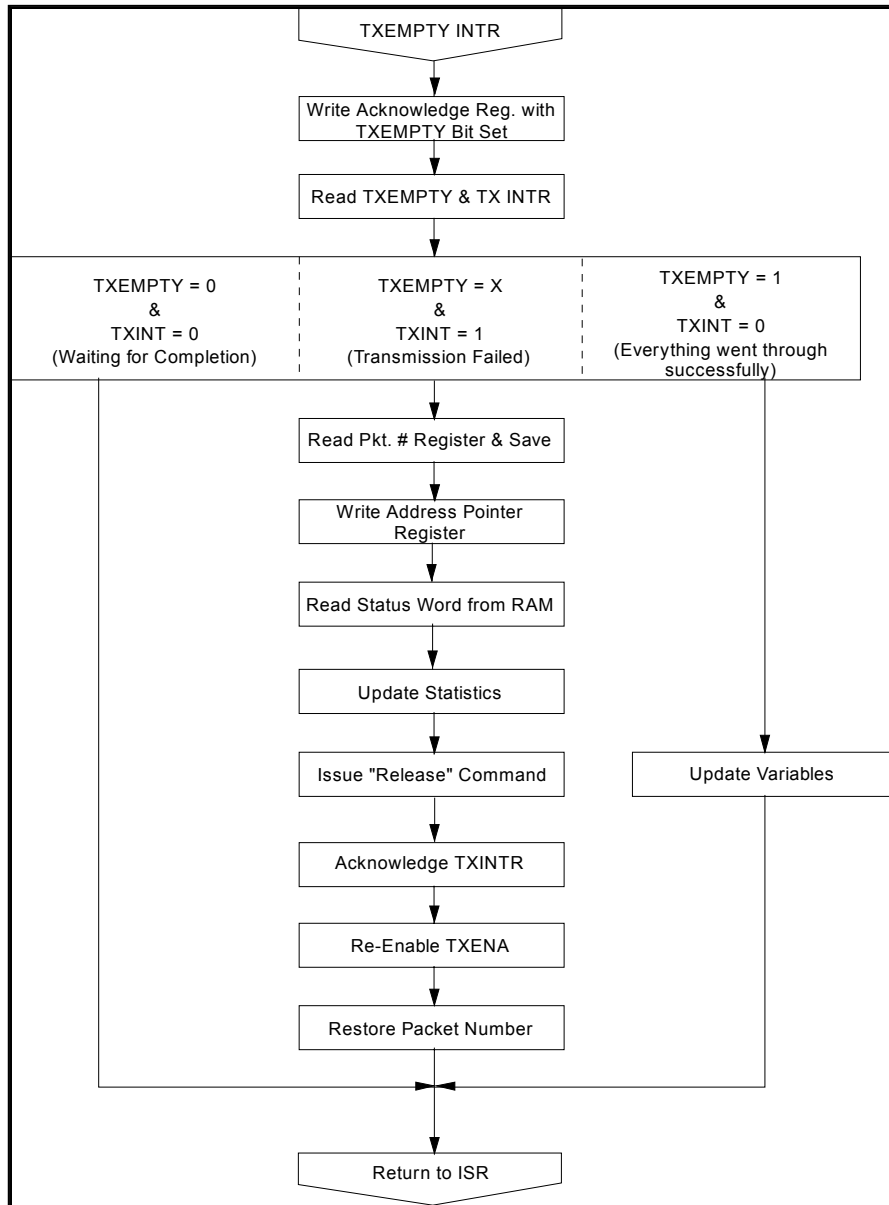 TXEMPTY INTR
Write Acknowledge Reg. with
TXEMPTY Bit Set
Read TXEMPTY & TX INTR
TXEMPTY = 0
&
TXINT = 0
(Waiting for Completion)
TXEMPTY = X
&
TXINT = 1
(Transmission Failed)
TXEMPTY = 1
&
TXINT = 0
(Everything went through
successfully)
Read Pkt. # Register & Save
Write Address Pointer
Register
Read Status Word from RAM
Update Statistics
Issue "Release" Command
Update Variables
Acknowledge TXINTR
Re-Enable TXENA
Restore Packet Number
Return to ISR